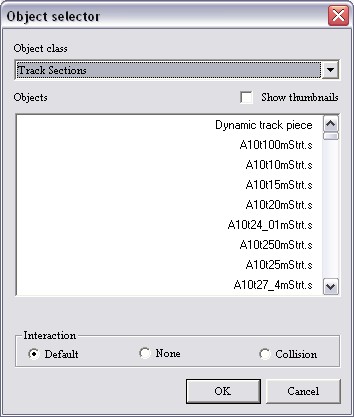 Object selector
Object class
Track Sections
Objects
Show thumbnails
Dynamic track piece
A10t100mStrt.s
A10t10mStrt.s
A10t15mStrt.s
A10t20mStrt.s
A10t24_01mStrt.s
A10t250mStrt.s
A10t25mStrt.s
A10t27_4mStrt.s
Interaction
Default
None
Collision
OK
Cancel